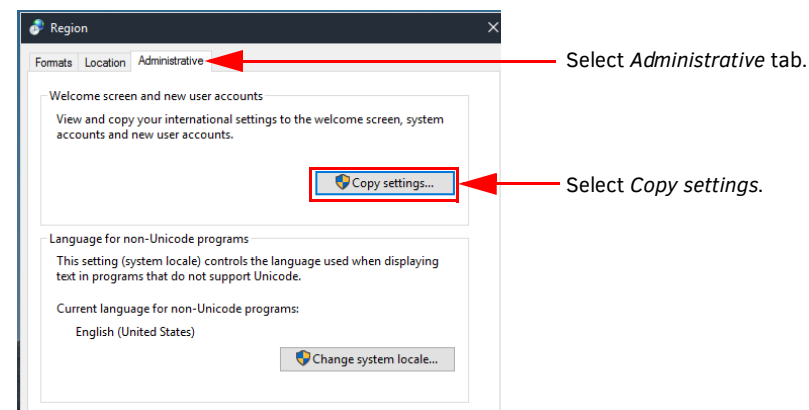 Region
Formats Location Administrative
Select Administrative tab.
Welcome screen and new user accounts
View and copy your international settings to the welcome screen, system
accounts and new user accounts.
Copy settings...
Select Copy settings.
Language for non-Unicode programs
This setting (system locale) controls the language used when displaying
text in programs that do not support Unicode.
Current language for non-Unicode programs:
English (United States)
Change system locale...